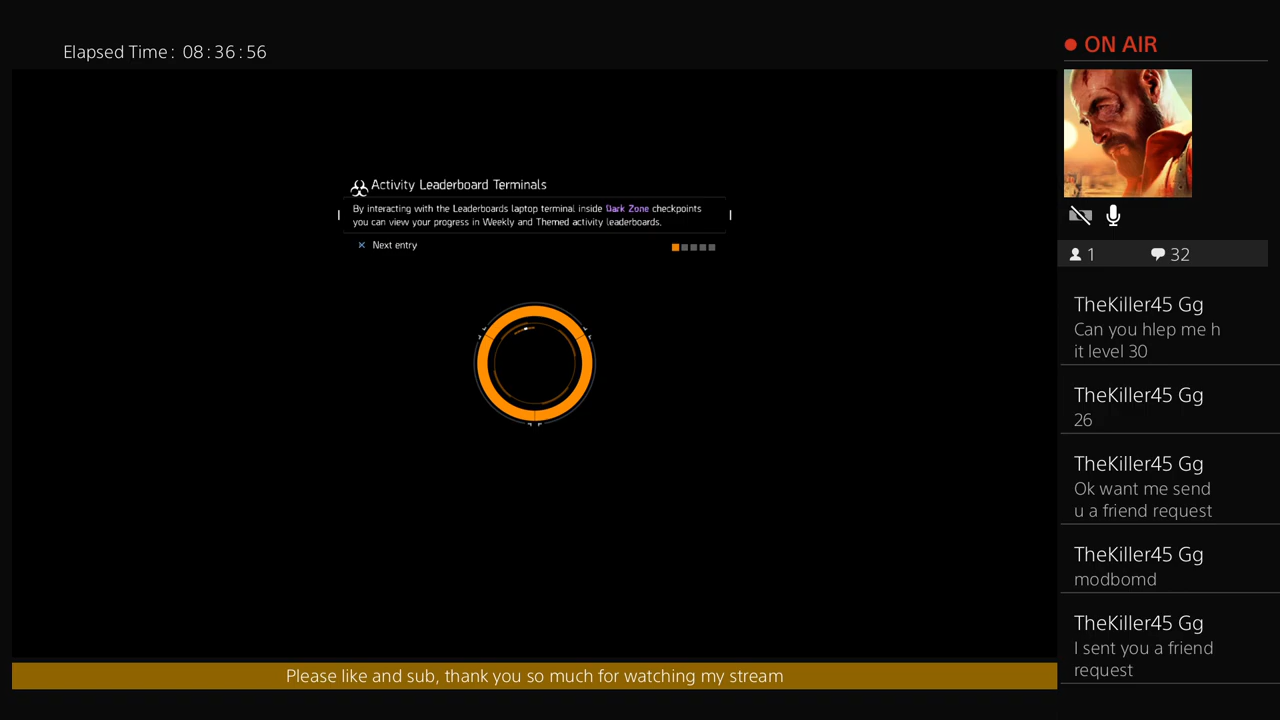 Elapsed Time: 08:36:56
ON AIR
Activity Leaderboard Terminals
By interacting with the Leaderboards laptop terminal inside Dark Zone checkpoints
you can view your progress in Weekly and Themed activity leaderboards.
Next entry
1
32
TheKiller45 Gg
Can you hlep me h
it level 30
TheKiller45 Gg
26
TheKiller45 Gg
Ok want me send
u a friend request
TheKiller45 Gg
modbomd
TheKiller45 Gg
I sent you a friend
request
Please like and sub, thank you so much for watching my stream